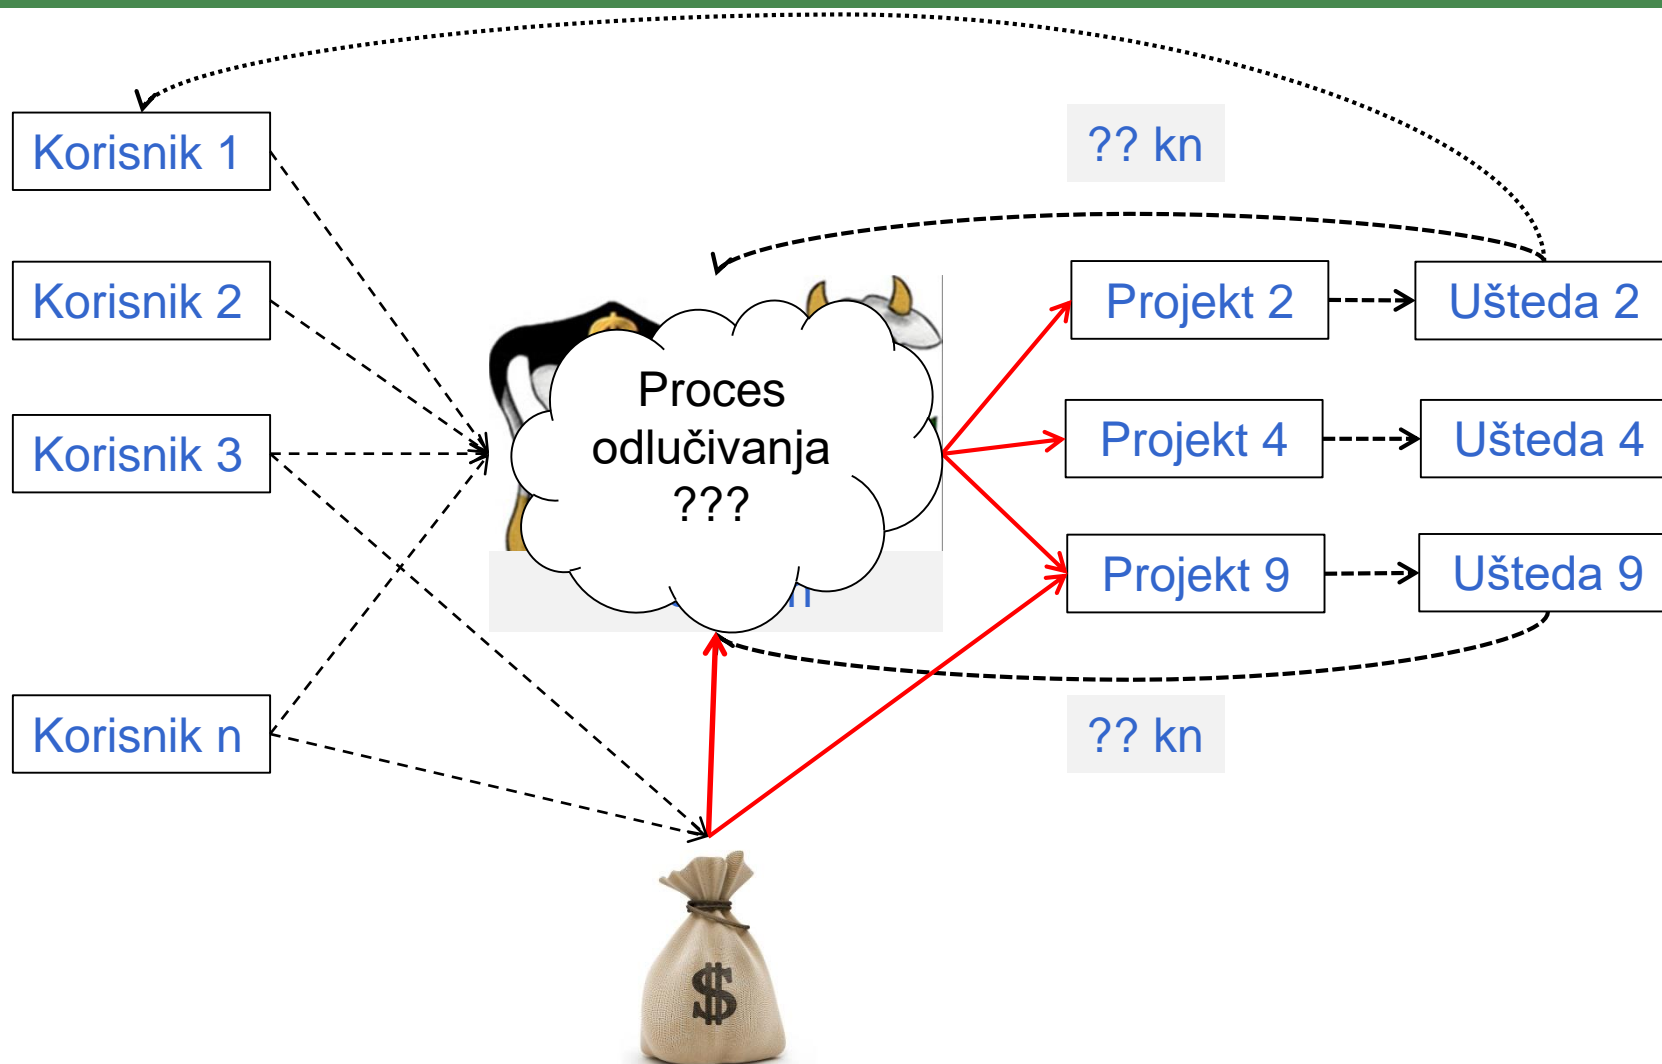 Korisnik 1
?? kn
Korisnik 2
Projekt 2
Ušteda 2
Proces
odlučivanja
???
Korisnik 3
Projekt 4
Ušteda 4
Projekt 9
Ušteda 9
Korisnik n
?? kn
$